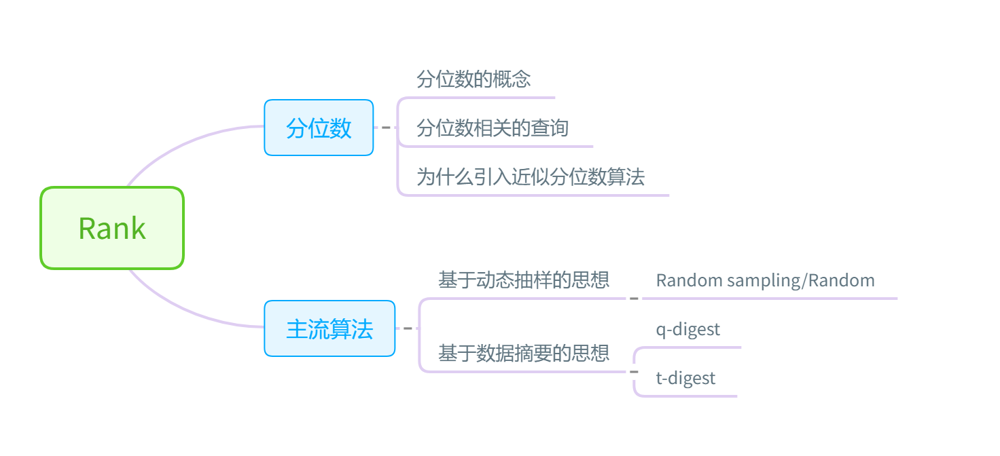 Rank
分位数
分位数的概念
分位数相关的查询
为什么引入近似分位数算法
主流算法
基于动态抽样的思想
Random sampling/Random
基于数据摘要的思想
q-digest
t-digest